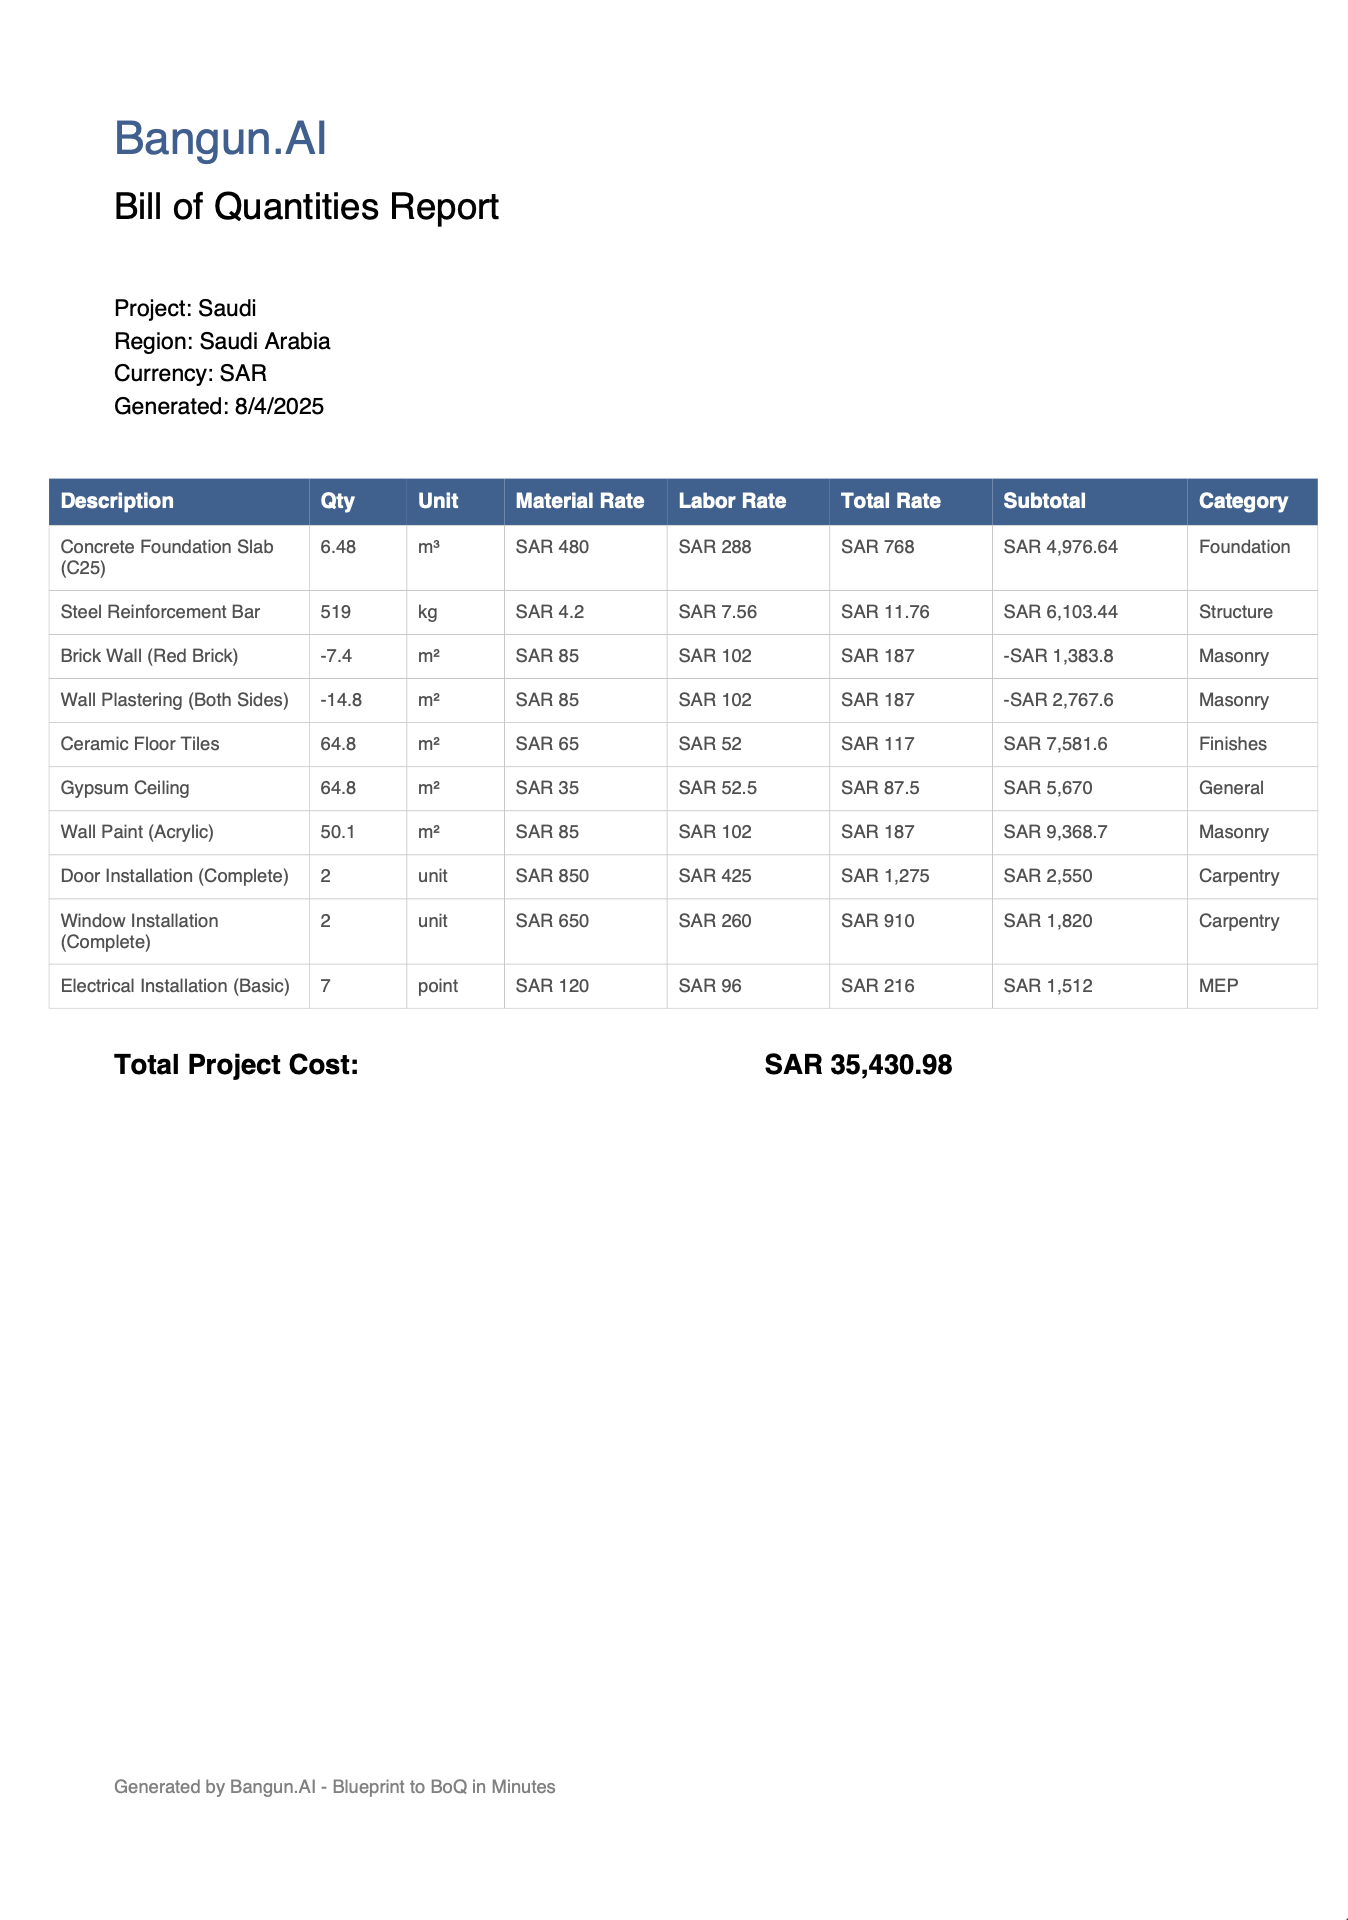 Bangun.AI
Bill of Quantities Report
Project: Saudi
Region: Saudi Arabia
Currency: SAR
Generated: 8/4/2025
Description Qty Unit Material Rate Labor Rate Total Rate Subtotal Category
Concrete Foundation Slab (C25) 6.48 m³ SAR 480 SAR 288 SAR 768 SAR 4,976.64 Foundation
Steel Reinforcement Bar 519 kg SAR 4.2 SAR 7.56 SAR 11.76 SAR 6,103.44 Structure
Brick Wall (Red Brick) -7.4 m² SAR 85 SAR 102 SAR 187 -SAR 1,383.8 Masonry
Wall Plastering (Both Sides) -14.8 m² SAR 85 SAR 102 SAR 187 -SAR 2,767.6 Masonry
Ceramic Floor Tiles 64.8 m² SAR 65 SAR 52 SAR 117 SAR 7,581.6 Finishes
Gypsum Ceiling 64.8 m² SAR 35 SAR 52.5 SAR 87.5 SAR 5,670 General
Wall Paint (Acrylic) 50.1 m² SAR 85 SAR 102 SAR 187 SAR 9,368.7 Masonry
Door Installation (Complete) 2 unit SAR 850 SAR 425 SAR 1,275 SAR 2,550 Carpentry
Window Installation (Complete) 2 unit SAR 650 SAR 260 SAR 910 SAR 1,820 Carpentry
Electrical Installation (Basic) 7 point SAR 120 SAR 96 SAR 216 SAR 1,512 MEP
Total Project Cost: SAR 35,430.98
Generated by Bangun.AI - Blueprint to BoQ in Minutes